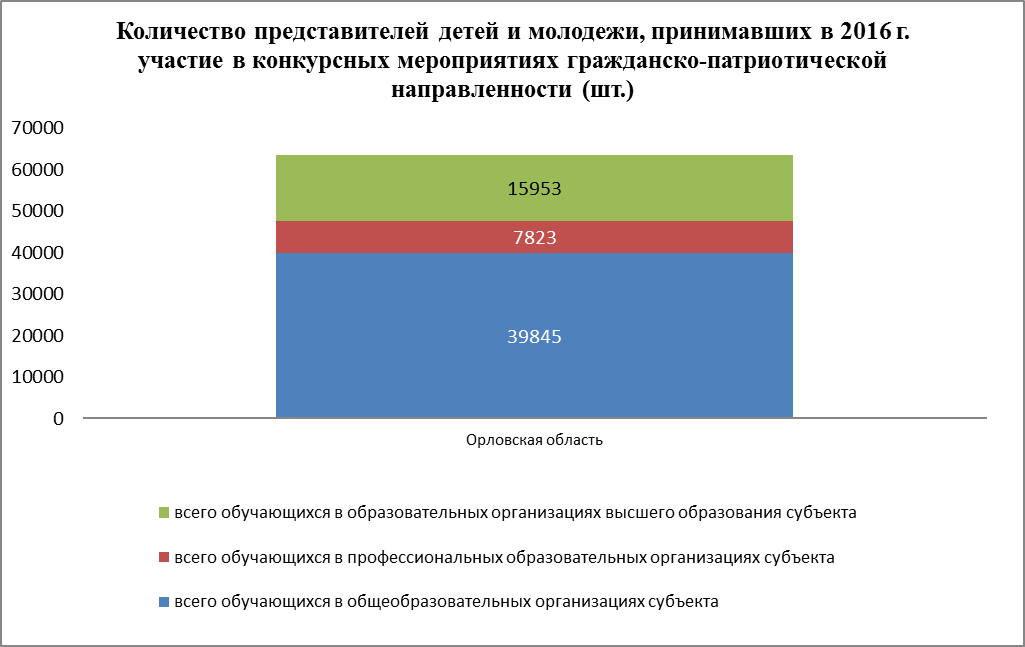 Количество представителей детей и молодежи, принимавших в 2016 г.
участие в конкурсных мероприятиях гражданско-патриотической
направленности (шт.)
70000
60000
50000
40000
30000
20000
10000
0
15953
7823
39845
Орловская область
всего обучающихся в образовательных организациях высшего образования субъекта
всего обучающихся в профессиональных образовательных организациях субъекта
всего обучающихся в общеобразовательных организациях субъекта